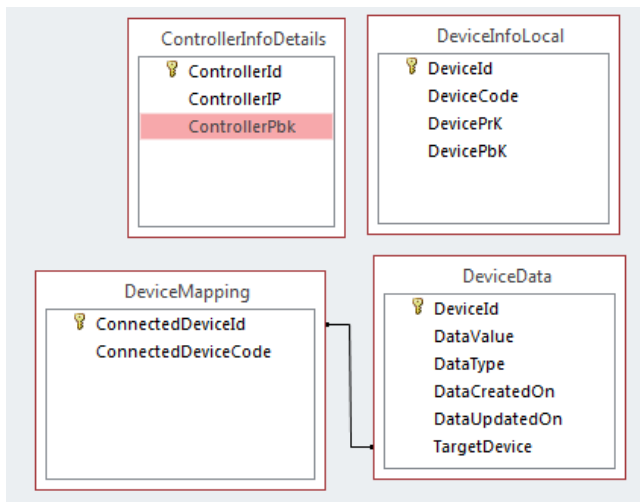 ControllerInfoDetails
ControllerId
ControllerIP
ControllerPbk
DeviceInfoLocal
DeviceId
DeviceCode
DevicePrK
DevicePbK
DeviceMapping
ConnectedDeviceId
ConnectedDeviceCode
DeviceData
DeviceId
DataValue
DataType
DataCreatedOn
DataUpdatedOn
TargetDevice